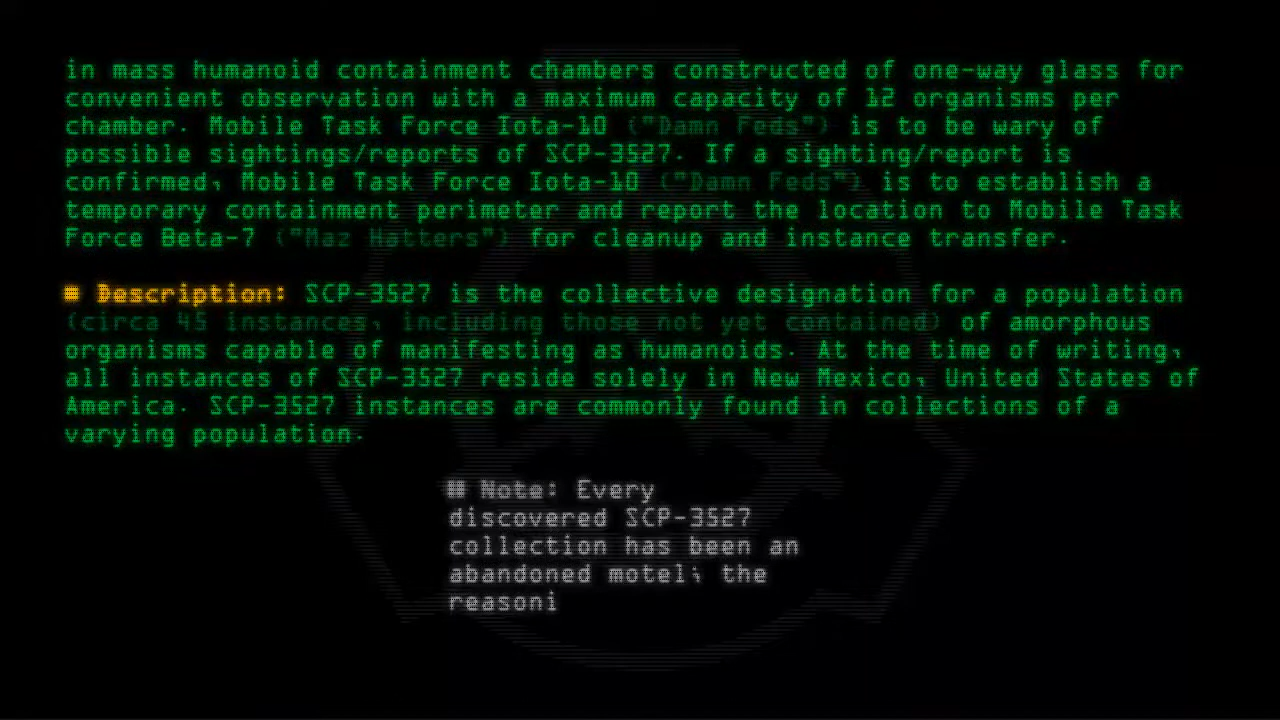 in mass humanoid containment chambers constructed of one-way glass for
convenient observation with a maximum capacity of 12 organisms per
chamber. Mobile Task Force Iota-10 ("Damn Feds") is to be wary of
possible sightings/reports of SCP-3527. If a sighting/report is
confirmed, Mobile Task Force Iota-10 ("Damn Feds") is to establish a
temporary containment perimeter and report the location to Mobile Task
Force Beta-7 ("Maz Hatters") for cleanup and instance transfer.
# Description: SCP-3527 is the collective designation for a population
(circa 45 instances, including those not yet contained) of amorphous
organisms capable of manifesting as humanoids. At the time of writing,
all instances of SCP-3527 reside solely in New Mexico, United States of
America. SCP-3527 instances are commonly found in collections of a
varying population.
# Note: Every
discovered SCP-3527
collection has been an
abandoned motel; the
reasoni